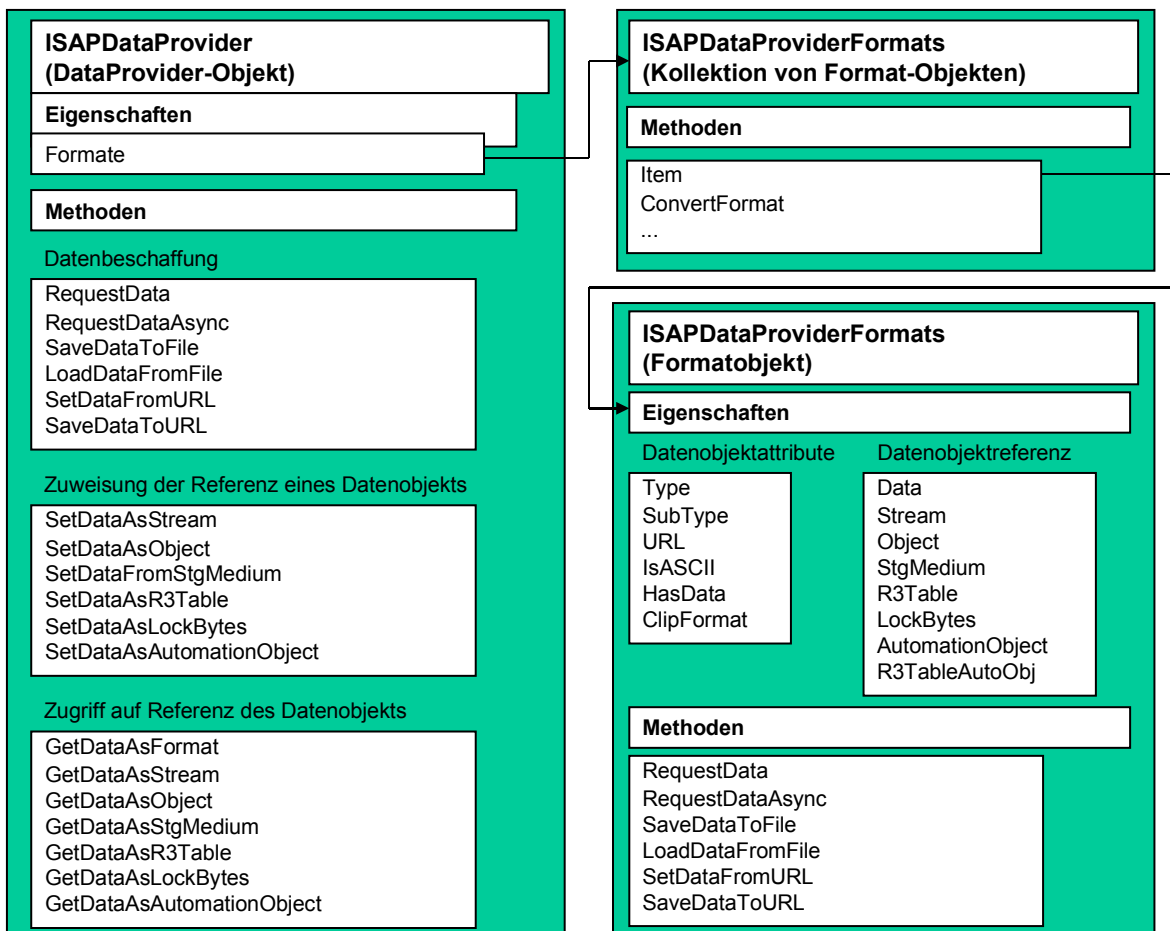 ISAPDataProvider
(DataProvider-Objekt)
Eigenschaften
Formate
Methoden
Datenbeschaffung
RequestData
RequestDataAsync
SaveDataToFile
LoadDataFromFile
SetDataFromURL
SaveDataToURL
Zuweisung der Referenz eines Datenobjekts
SetDataAsStream
SetDataAsObject
SetDataFromStgMedium
SetDataAsR3Table
SetDataAsLockBytes
SetDataAsAutomationObject
Zugriff auf Referenz des Datenobjekts
GetDataAsFormat
GetDataAsStream
GetDataAsObject
GetDataAsStgMedium
GetDataAsR3Table
GetDataAsLockBytes
GetDataAsAutomationObject
ISAPDataProviderFormats
(Kollektion von Format-Objekten)
Methoden
Item
ConvertFormat
...
ISAPDataProviderFormats
(Formatobjekt)
Eigenschaften
Datenobjektattribute
Type
SubType
URL
IsASCII
HasData
ClipFormat
Datenobjektreferenz
Data
Stream
Object
StgMedium
R3Table
LockBytes
AutomationObject
R3TableAutoObj
Methoden
RequestData
RequestDataAsync
SaveDataToFile
LoadDataFromFile
SetDataFromURL
SaveDataToURL